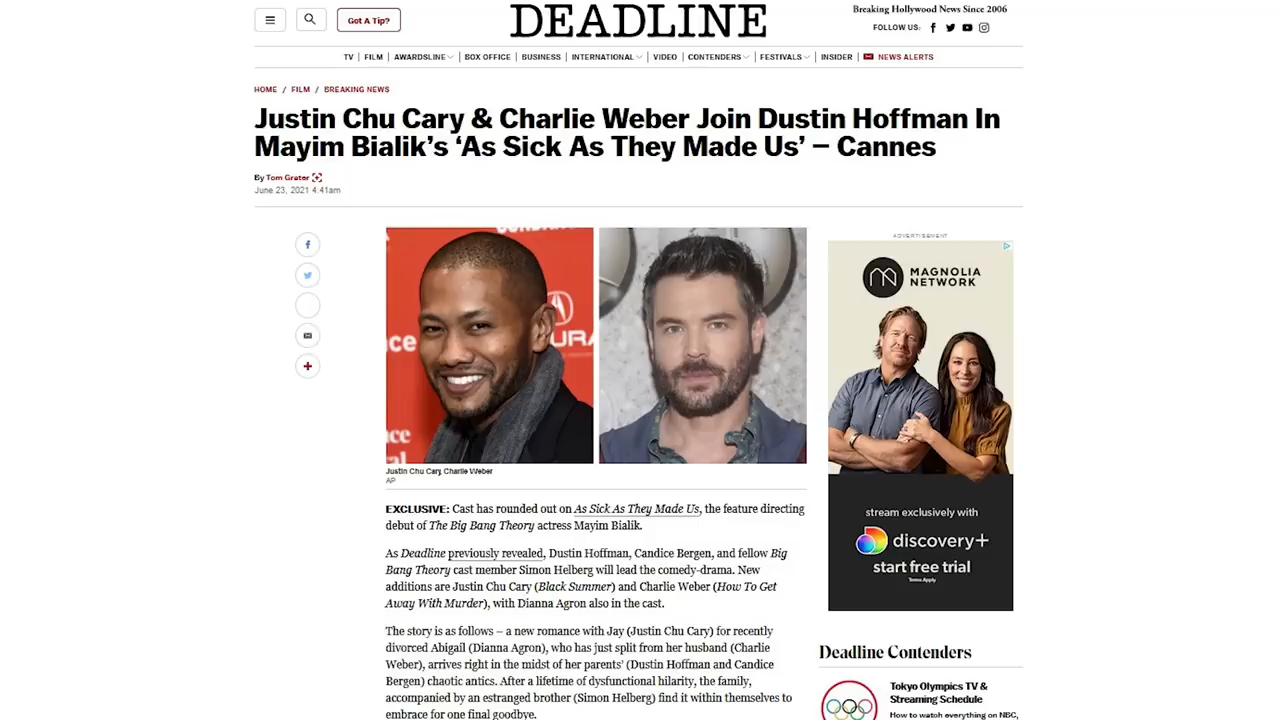 Got A Tip?
DEADLINE
Breaking Hollywood News Since 2006
FOLLOW US:
TV | FILM | AWARDSLINE | BOX OFFICE | BUSINESS | INTERNATIONAL | VIDEO | CONTENDERS | FESTIVALS | INSIDER NEWS ALERTS
HOME / FILM / BREAKING NEWS
Justin Chu Cary & Charlie Weber Join Dustin Hoffman In
Mayim Bialik’s ‘As Sick As They Made Us’ – Cannes
By Tom Grater
June 23, 2021 4:41am
Justin Chu Cary, Charlie Weber
AP
EXCLUSIVE: Cast has rounded out on As Sick As They Made Us, the feature directing
debut of The Big Bang Theory actress Mayim Bialik.
As Deadline previously revealed, Dustin Hoffman, Candice Bergen, and fellow Big
Bang Theory cast member Simon Helberg will lead the comedy-drama. New
additions are Justin Chu Cary (Black Summer) and Charlie Weber (How To Get
Away With Murder), with Dianna Agron also in the cast.
The story is as follows – a new romance with Jay (Justin Chu Cary) for recently
divorced Abigail (Dianna Agron), who has just split from her husband (Charlie
Weber), arrives right in the midst of her parents’ (Dustin Hoffman and Candice
Bergen) chaotic antics. After a lifetime of dysfunctional hilarity, the family,
accompanied by an estranged brother (Simon Helberg) find it within themselves to
embrace for one final goodbye.
ADVERTISEMENT
MAGNOLIA
NETWORK
stream exclusively with
discovery+
start free trial
Terms Apply
Deadline Contenders
Tokyo Olympics TV &
Streaming Schedule
How to watch everything on NBC,